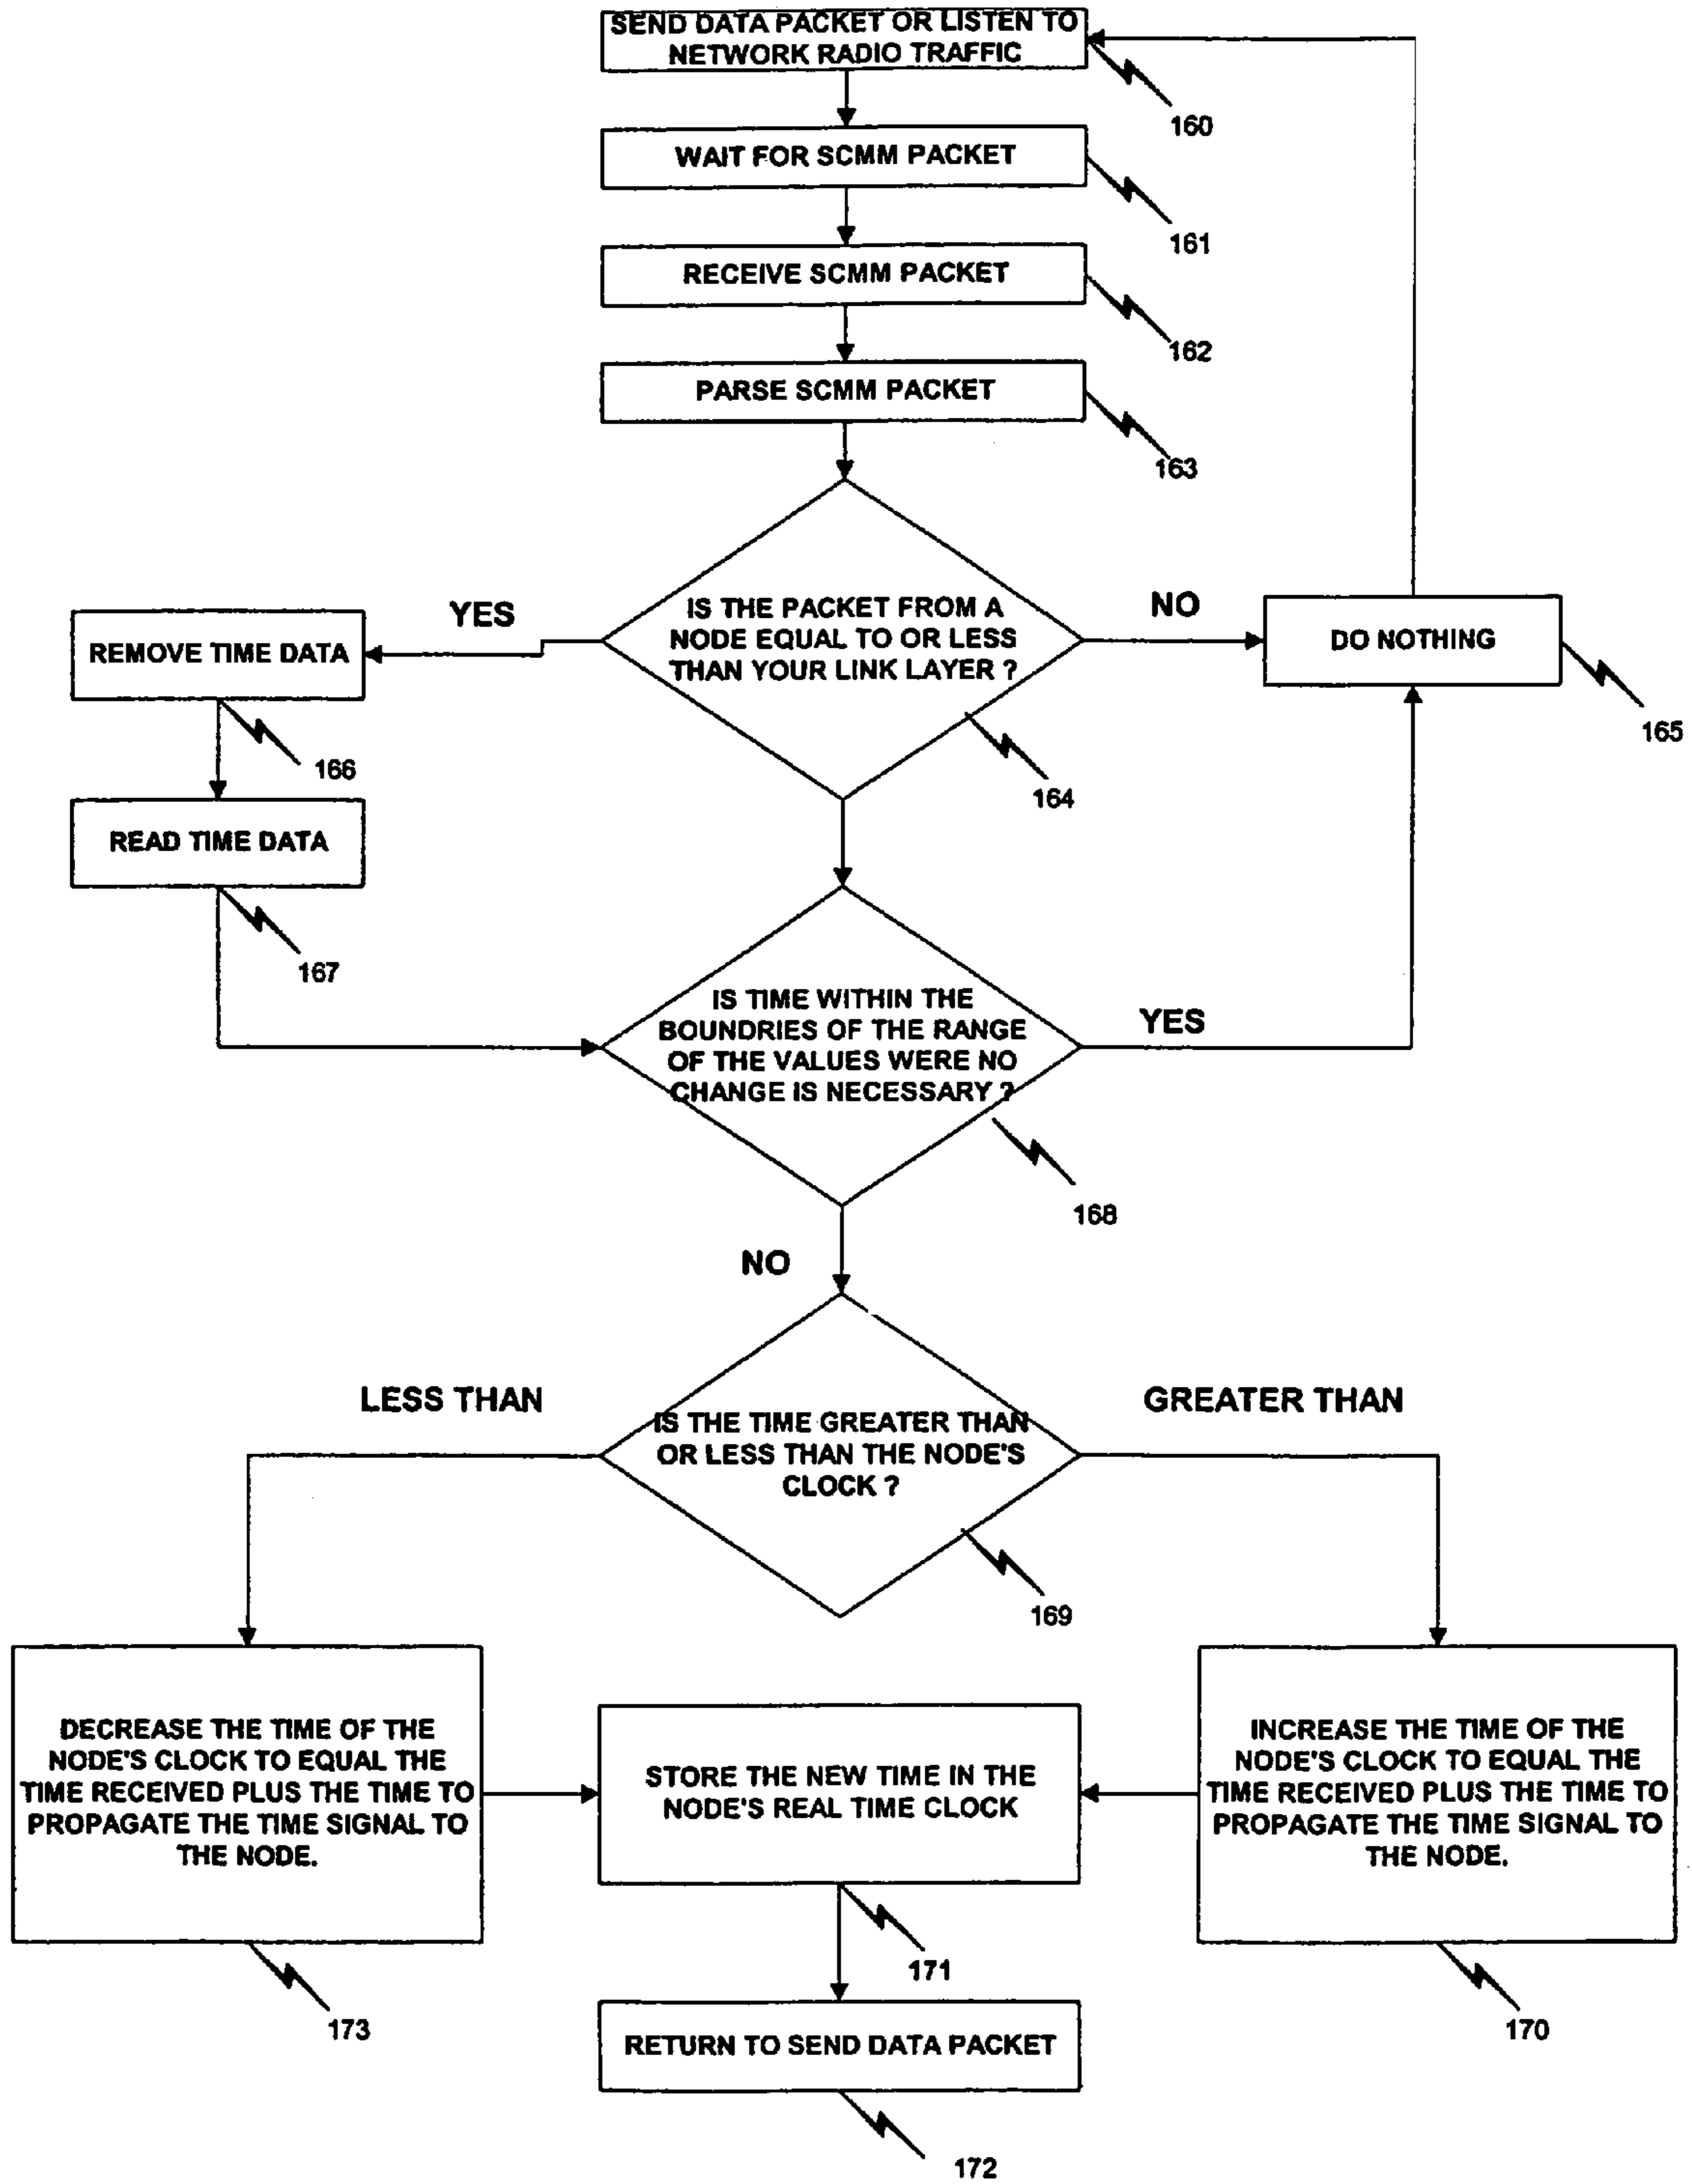 SEND DATA PACKET OR LISTEN TO
NETWORK RADIO TRAFFIC
160
WAIT FOR SCMM PACKET
161
RECEIVE SCMM PACKET
162
PARSE SCMM PACKET
163
IS THE PACKET FROM A
NODE EQUAL TO OR LESS
THAN YOUR LINK LAYER ?
164
YES
NO
DO NOTHING
165
REMOVE TIME DATA
166
READ TIME DATA
167
IS TIME WITHIN THE
BOUNDRIES OF THE RANGE
OF THE VALUES WERE NO
CHANGE IS NECESSARY ?
168
YES
NO
IS THE TIME GREATER THAN
OR LESS THAN THE NODE'S
CLOCK ?
169
LESS THAN
GREATER THAN
DECREASE THE TIME OF THE
NODE'S CLOCK TO EQUAL THE
TIME RECEIVED PLUS THE TIME TO
PROPAGATE THE TIME SIGNAL TO
THE NODE.
173
STORE THE NEW TIME IN THE
NODE'S REAL TIME CLOCK
171
INCREASE THE TIME OF THE
NODE'S CLOCK TO EQUAL THE
TIME RECEIVED PLUS THE TIME TO
PROPAGATE THE TIME SIGNAL TO
THE NODE.
170
RETURN TO SEND DATA PACKET
172